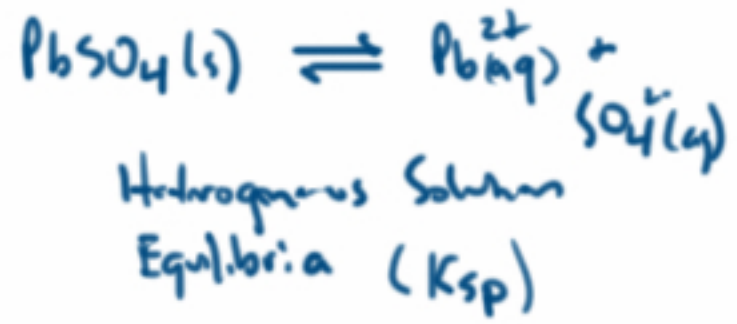 PbSO₄(s) ⇌ Pb²⁺(aq) +
SO₄²⁻(aq)
Heterogeneous Solution
Equilibria (Ksp)